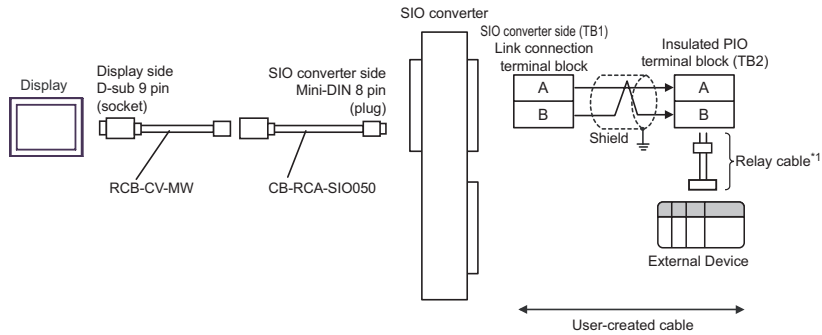 SIO converter
SIO converter side (TB1)
Link connection
terminal block
Insulated PIO
terminal block (TB2)
Display
Display side
D-sub 9 pin
(socket)
SIO converter side
Mini-DIN 8 pin
(plug)
A
B
A
B
Shield
RCB-CV-MW
CB-RCA-SIO050
Relay cable*1
External Device
User-created cable